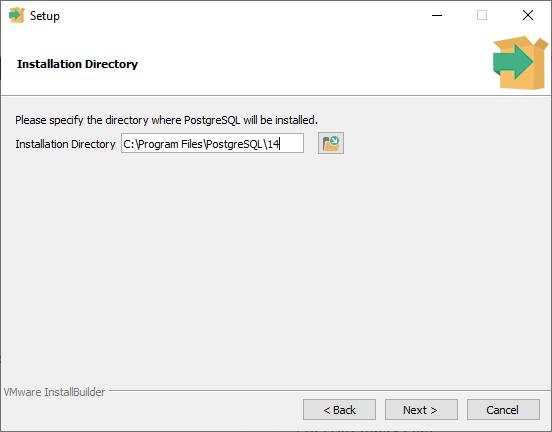 Setup
Installation Directory
Please specify the directory where PostgreSQL will be installed.
Installation Directory C:\Program Files\PostgreSQL\14
VMware InstallBuilder
< Back Next > Cancel